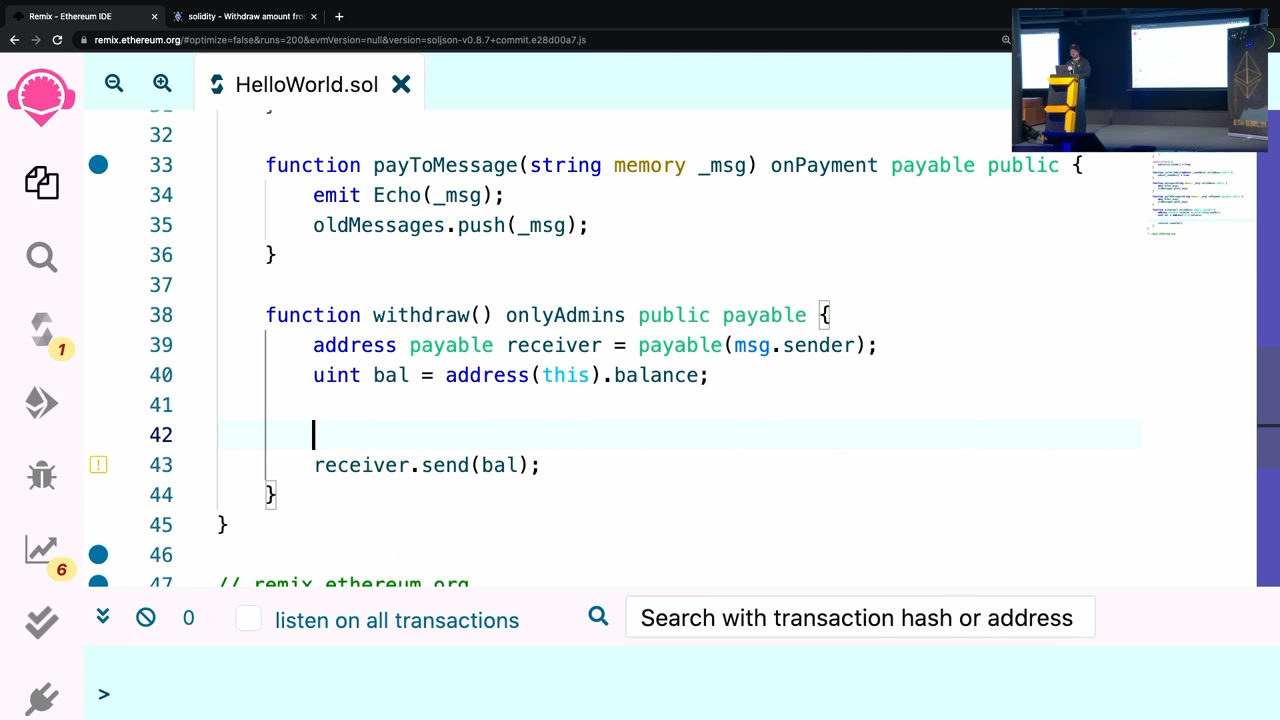 Remix - Ethereum IDE
solidity - Withdraw amount fro
remix.ethereum.org/#optimize=false&runs=200&evmVersion=null&version=soljson-v0.8.7+commit.e28d00a7.js
HelloWorld.sol
32
33 function payToMessage(string memory _msg) onPayment payable public {
34 emit Echo(_msg);
35 oldMessages.push(_msg);
36 }
37
38 function withdraw() onlyAdmins public payable {
39 address payable receiver = payable(msg.sender);
40 uint bal = address(this).balance;
41
42
43 receiver.send(bal);
44 }
45 }
46
47 // remix.ethereum.org
1
6
0 listen on all transactions Search with transaction hash or address
>